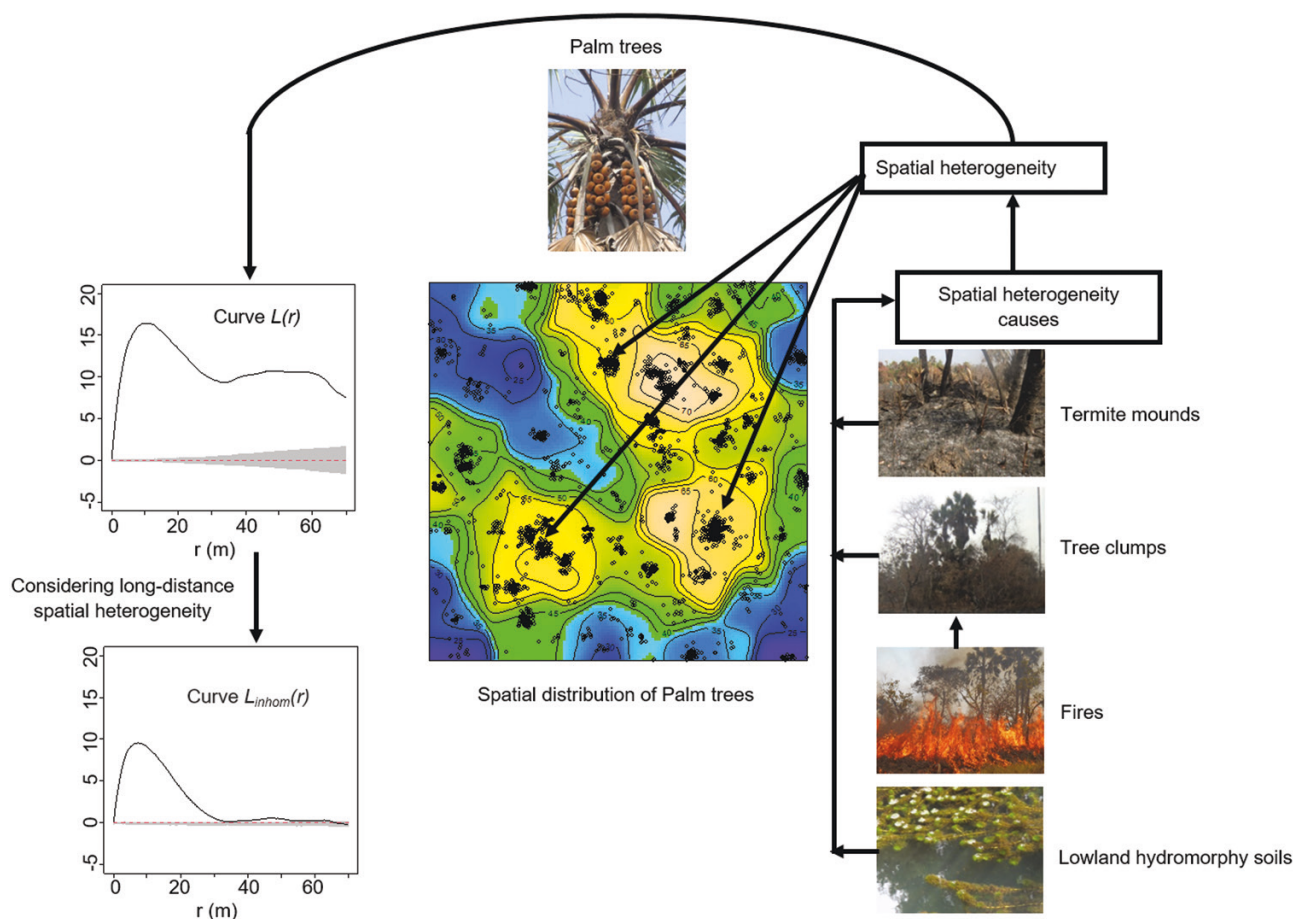 Palm trees
Spatial heterogeneity
Spatial heterogeneity
causes
Termite mounds
Tree clumps
Fires
Lowland hydromorphy soils
20
15
10
5
0
-5
Curve L(r)
0
20
40
60
r (m)
Considering long-distance
spatial heterogeneity
20
15
10
5
0
-5
Curve Linhom(r)
0
20
40
60
r (m)
Spatial distribution of Palm trees